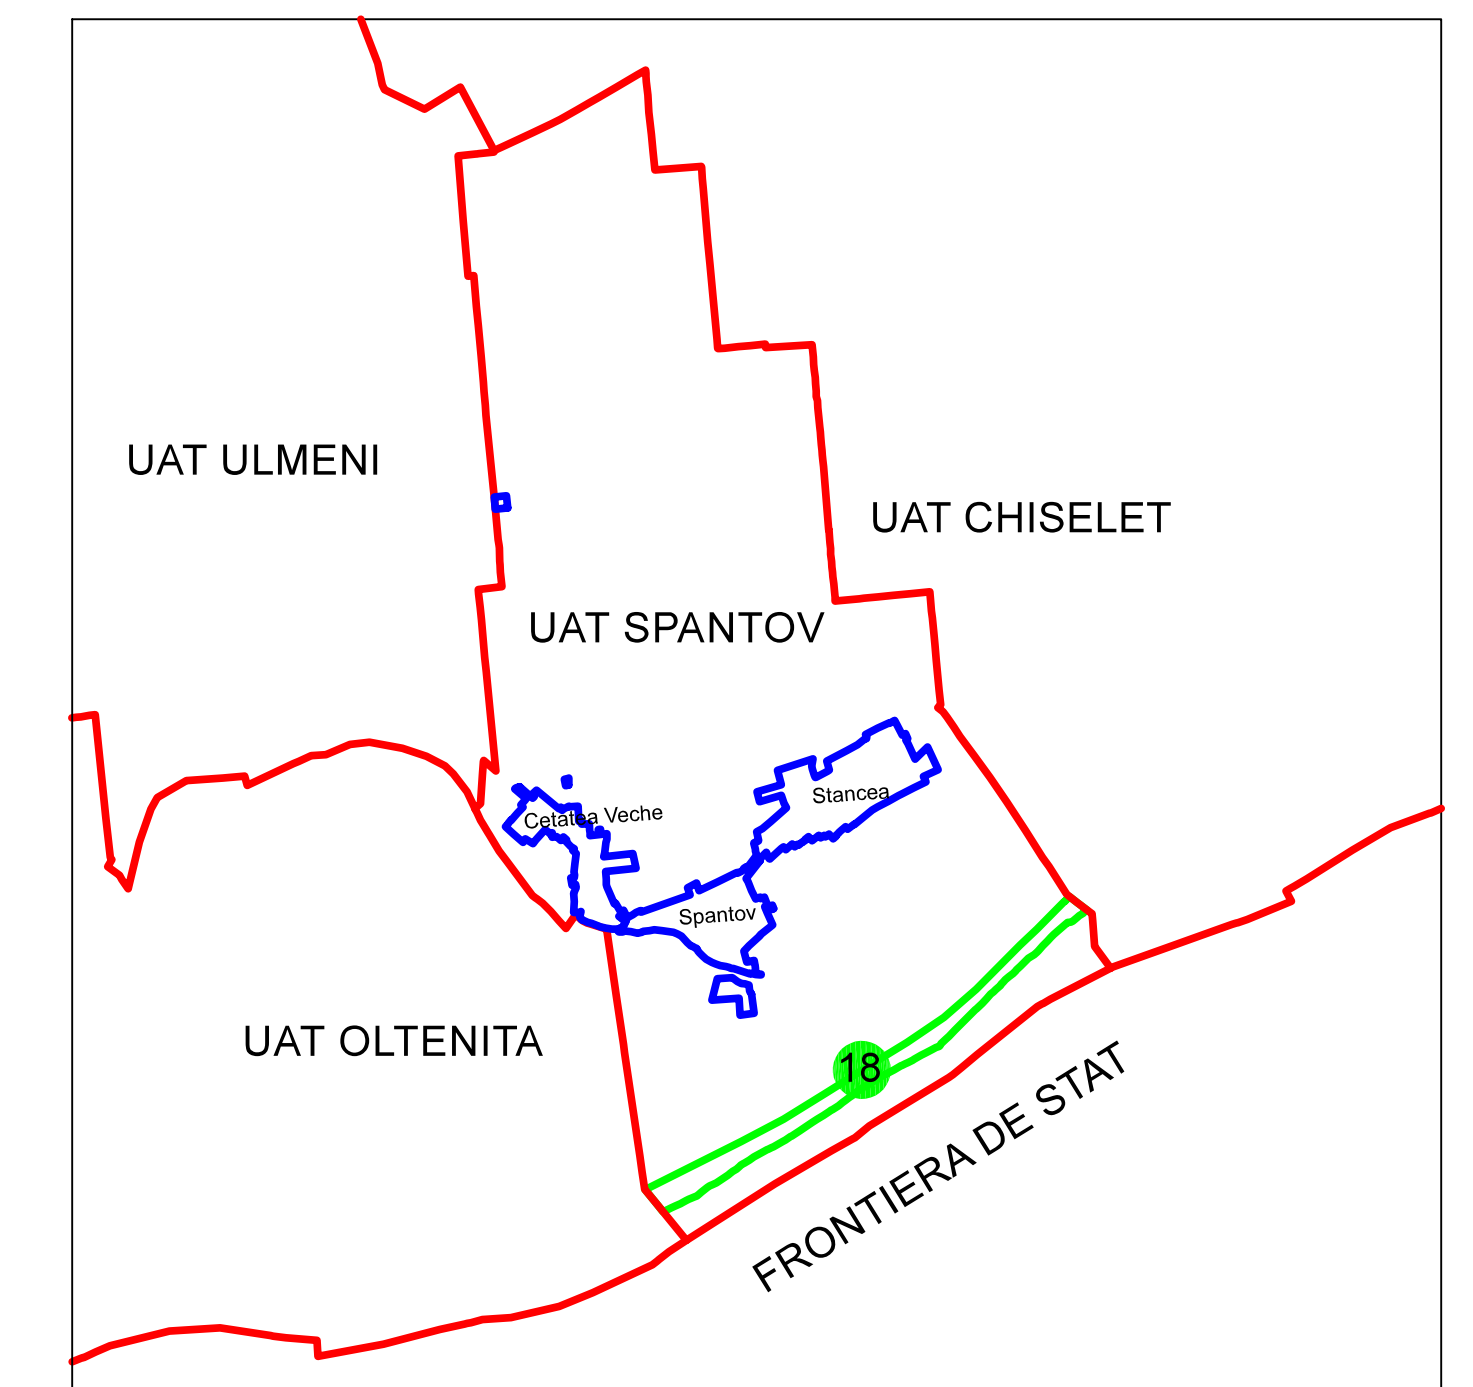 UAT ULMENI
UAT CHISELET
UAT SPANTOV
Stancea
Cetatea Veche
Spantov
UAT OLTENITA
18
FRONTIERA DE STAT